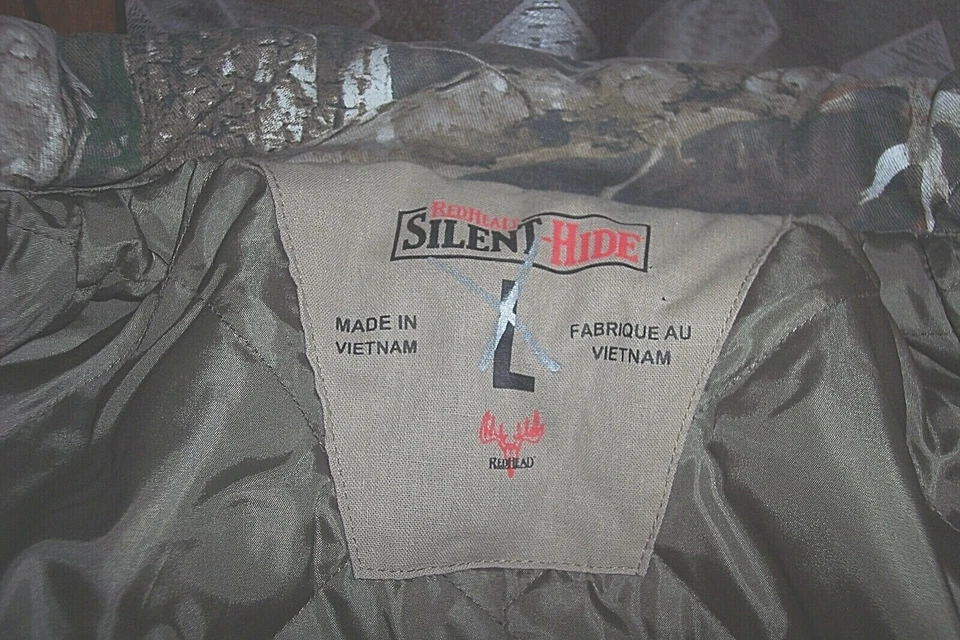 REDHEAD
SILENT-HIDE
L
MADE IN
VIETNAM
FABRIQUE AU
VIETNAM
REDHEAD